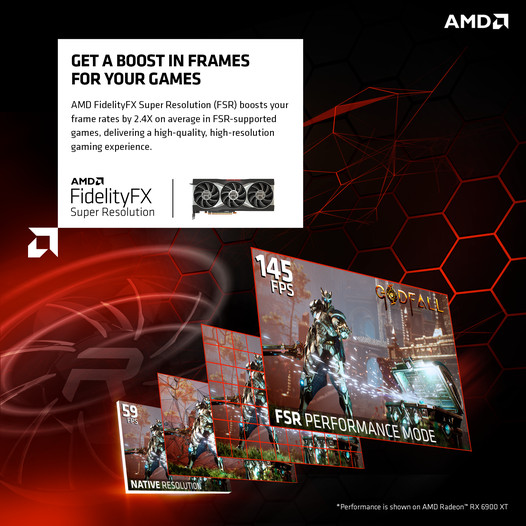 AMD
GET A BOOST IN FRAMES
FOR YOUR GAMES
AMD FidelityFX Super Resolution (FSR) boosts your
frame rates by 2.4X on average in FSR-supported
games, delivering a high-quality, high-resolution
gaming experience.
AMD
FidelityFX
Super Resolution
145
FPS
GODFALL
FSR PERFORMANCE MODE
59
FPS
NATIVE RESOLUTION
*Performance is shown on AMD Radeon™ RX 6900 XT